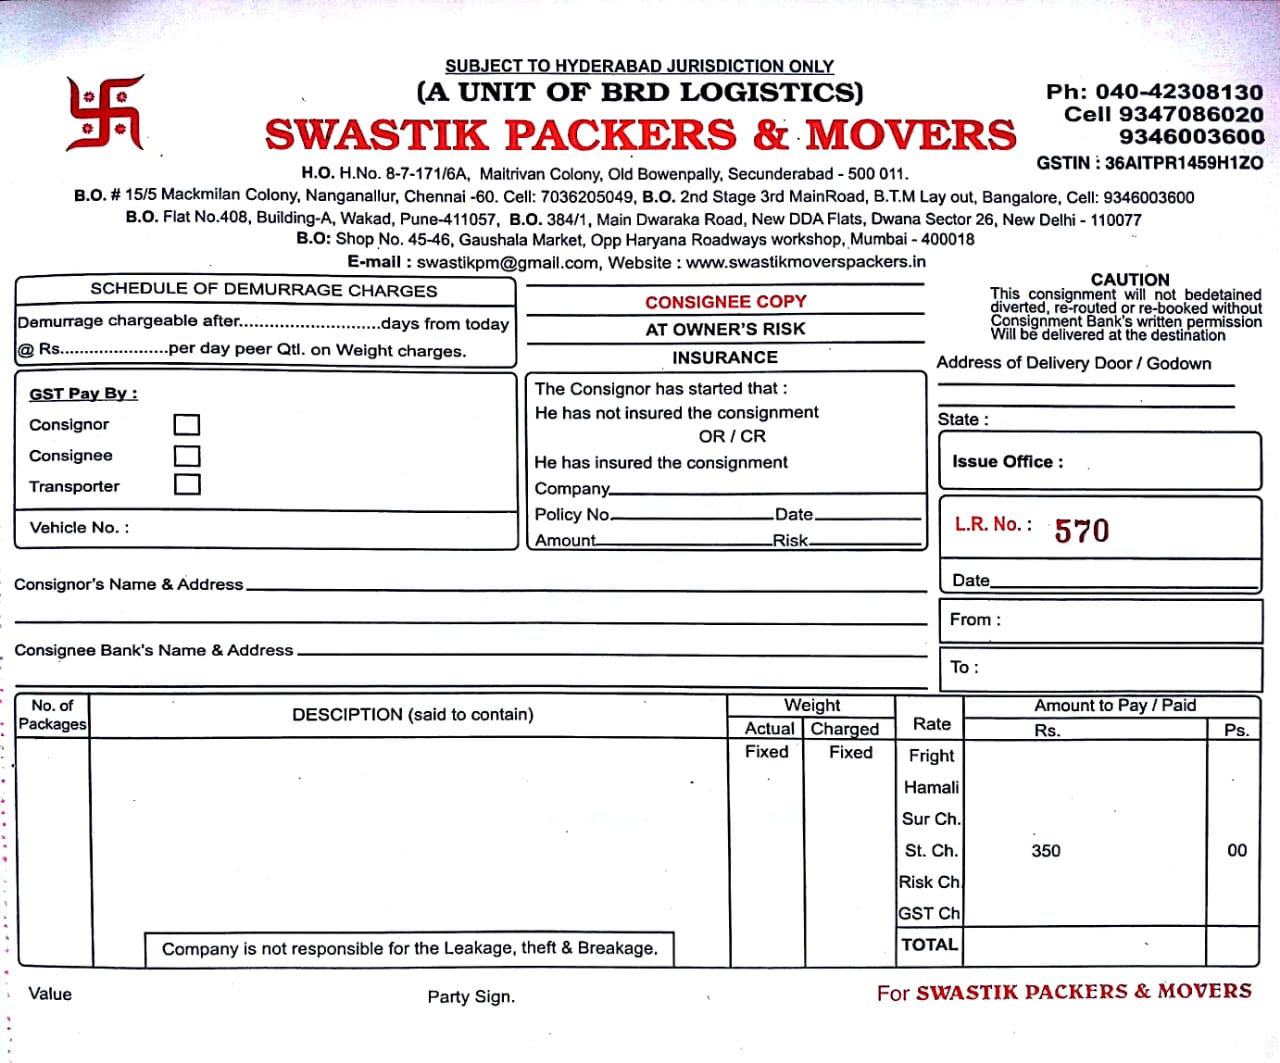 SUBJECT TO HYDERABAD JURISDICTION ONLY
(A UNIT OF BRD LOGISTICS)
SWASTIK PACKERS & MOVERS
Ph: 040-42308130
Cell 9347086020
9346003600
GSTIN : 36AITPR1459H1ZO
H.O. H.No. 8-7-171/6A, Maitrivan Colony, Old Bowenpally, Secunderabad - 500 011.
B.O. # 15/5 Mackmilan Colony, Nanganallur, Chennai -60. Cell: 7036205049, B.O. 2nd Stage 3rd MainRoad, B.T.M Lay out, Bangalore, Cell: 9346003600
B.O. Flat No.408, Building-A, Wakad, Pune-411057, B.O. 384/1, Main Dwaraka Road, New DDA Flats, Dwana Sector 26, New Delhi - 110077
B.O: Shop No. 45-46, Gaushala Market, Opp Haryana Roadways workshop, Mumbai - 400018
E-mail : swastikpm@gmail.com, Website : www.swastikmoverspackers.in
SCHEDULE OF DEMURRAGE CHARGES
Demurrage chargeable after............................days from today
@ Rs......................per day peer Qtl. on Weight charges.
GST Pay By :
Consignor
Consignee
Transporter
Vehicle No. :
CONSIGNEE COPY
AT OWNER'S RISK
INSURANCE
The Consignor has started that :
He has not insured the consignment
OR / CR
He has insured the consignment
Company
Policy No. Date
Amount Risk
CAUTION
This consignment will not bedetained
diverted, re-routed or re-booked without
Consignment Bank's written permission
Will be delivered at the destination
Address of Delivery Door / Godown
State :
Issue Office :
L.R. No. : 570
Date
From :
To :
Consignor's Name & Address
Consignee Bank's Name & Address
No. of
Packages
DESCIPTION (said to contain)
Weight
Actual Charged
Fixed Fixed
Rate
Amount to Pay / Paid
Rs. Ps.
Fright
Hamali
Sur Ch.
St. Ch. 350 00
Risk Ch
GST Ch
TOTAL
Company is not responsible for the Leakage, theft & Breakage.
Value
Party Sign.
For SWASTIK PACKERS & MOVERS